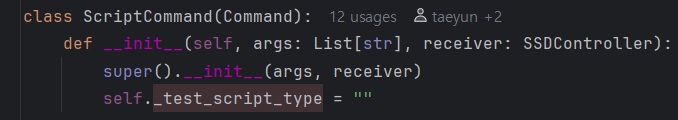 class ScriptCommand(Command):  12 usages  taeyun +2
    def __init__(self, args: List[str], receiver: SSDController):
        super().__init__(args, receiver)
        self._test_script_type = ""